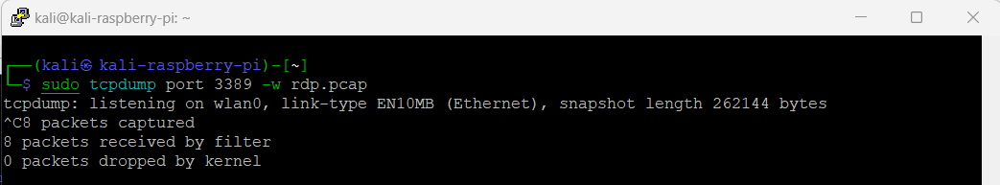 kali@kali-raspberry-pi: ~
┌──(kali㉿ kali-raspberry-pi)-[~]
└─$ sudo tcpdump port 3389 -w rdp.pcap
tcpdump: listening on wlan0, link-type EN10MB (Ethernet), snapshot length 262144 bytes
^C8 packets captured
8 packets received by filter
0 packets dropped by kernel